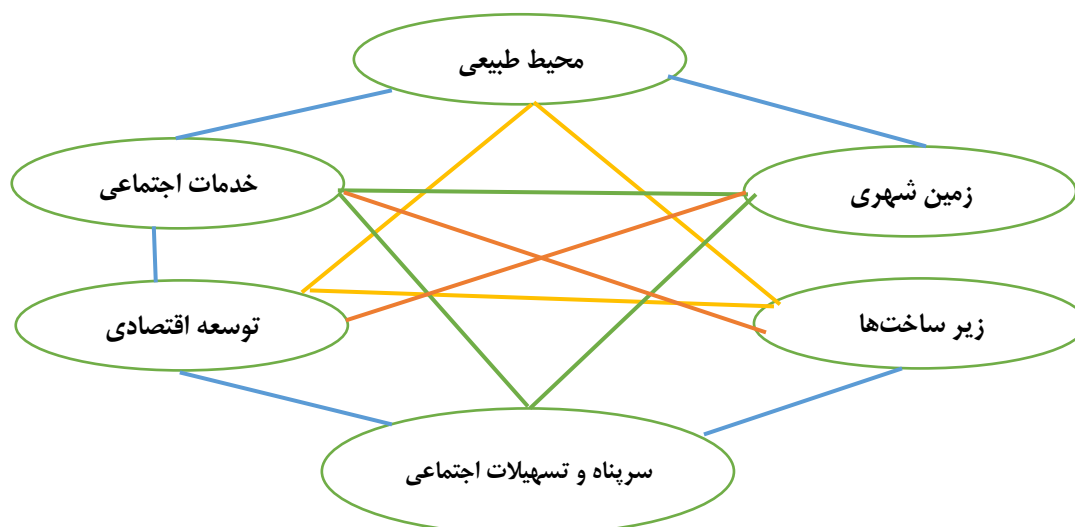 محیط طبیعی
زمین شهری
خدمات اجتماعی
زیر ساخت‌ها
توسعه اقتصادی
سرپناه و تسهیلات اجتماعی